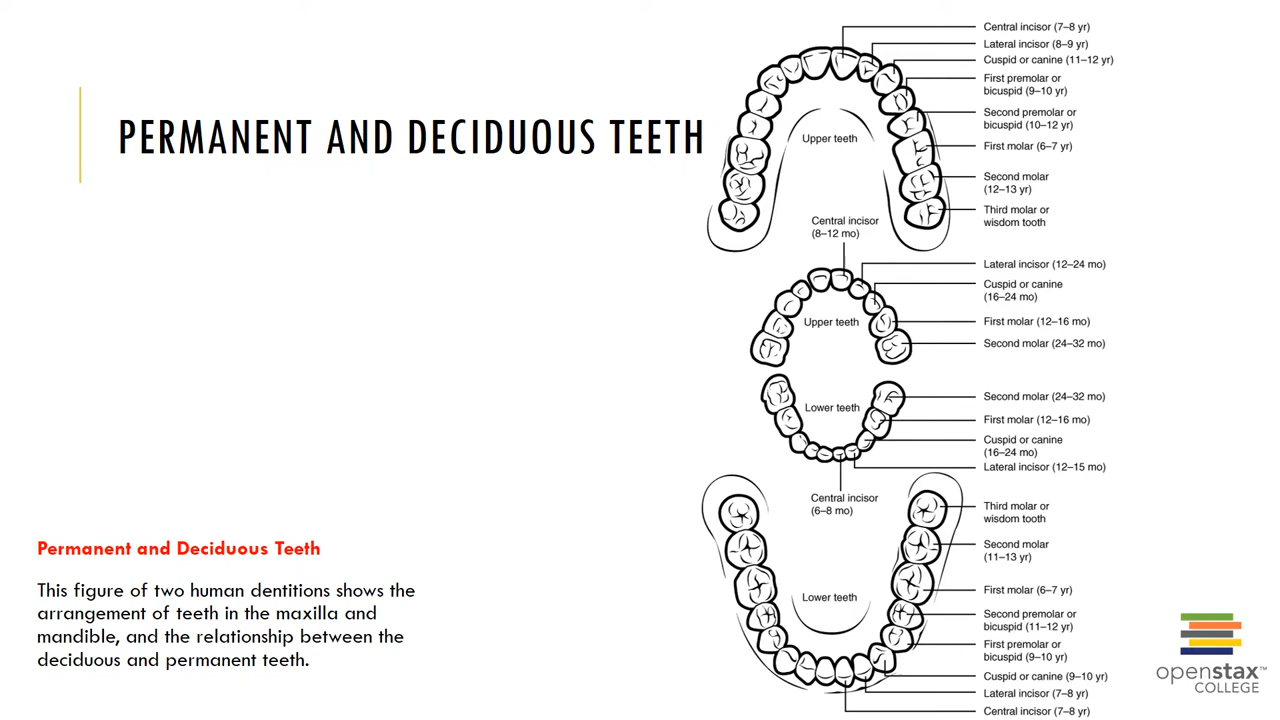 PERMANENT AND DECIDUOUS TEETH
Permanent and Deciduous Teeth
This figure of two human dentitions shows the
arrangement of teeth in the maxilla and
mandible, and the relationship between the
deciduous and permanent teeth.
Central incisor (7–8 yr)
Lateral incisor (8–9 yr)
Cuspid or canine (11–12 yr)
First premolar or
bicuspid (9–10 yr)
Second premolar or
bicuspid (10–12 yr)
Upper teeth
First molar (6–7 yr)
Second molar
(12–13 yr)
Third molar or
wisdom tooth
Central incisor
(8–12 mo)
Lateral incisor (12–24 mo)
Cuspid or canine
(16–24 mo)
Upper teeth
First molar (12–16 mo)
Second molar (24–32 mo)
Second molar (24–32 mo)
Lower teeth
First molar (12–16 mo)
Cuspid or canine
(16–24 mo)
Lateral incisor (12–15 mo)
Central incisor
(6–8 mo)
Third molar or
wisdom tooth
Second molar
(11–13 yr)
First molar (6–7 yr)
Lower teeth
Second premolar or
bicuspid (11–12 yr)
First premolar or
bicuspid (9–10 yr)
Cuspid or canine (9–10 yr)
Lateral incisor (7–8 yr)
Central incisor (7–8 yr)
openstax™
COLLEGE